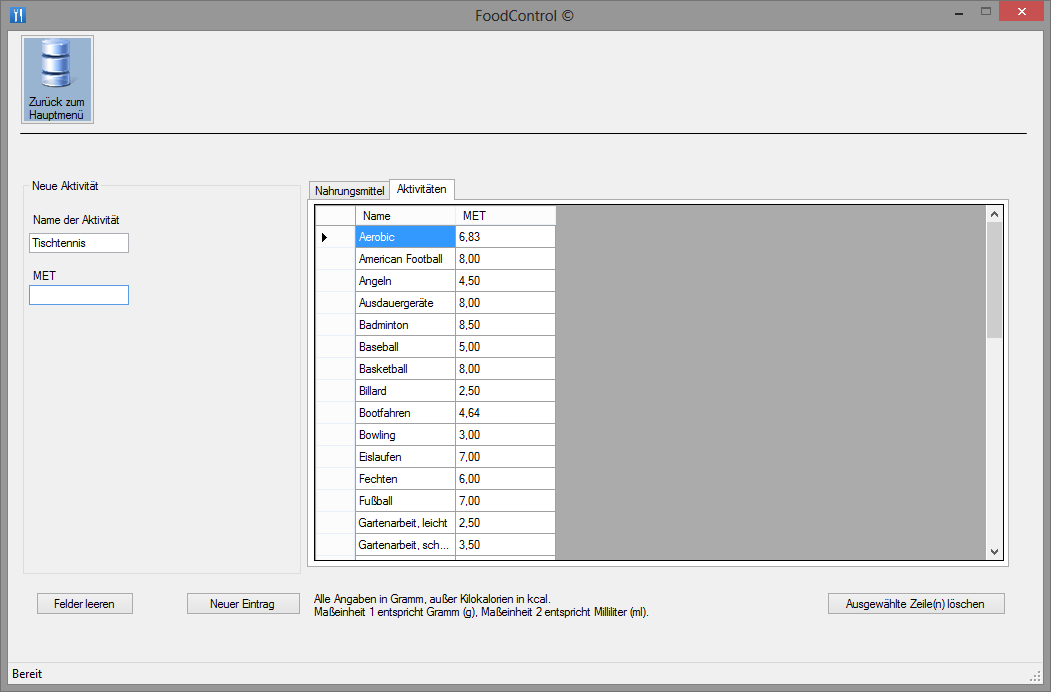 FoodControl ©
Zurück zum
Hauptmenü
Neue Aktivität
Name der Aktivität
Tischtennis
MET
Nahrungsmittel Aktivitäten
Name MET
Aerobic 6,83
American Football 8,00
Angeln 4,50
Ausdauergeräte 8,00
Badminton 8,50
Baseball 5,00
Basketball 8,00
Billard 2,50
Bootfahren 4,64
Bowling 3,00
Eislaufen 7,00
Fechten 6,00
Fußball 7,00
Gartenarbeit, leicht 2,50
Gartenarbeit, sch... 3,50
Felder leeren
Neuer Eintrag
Alle Angaben in Gramm, außer Kilokalorien in kcal.
Maßeinheit 1 entspricht Gramm (g), Maßeinheit 2 entspricht Milliliter (ml).
Ausgewählte Zeile(n) löschen
Bereit